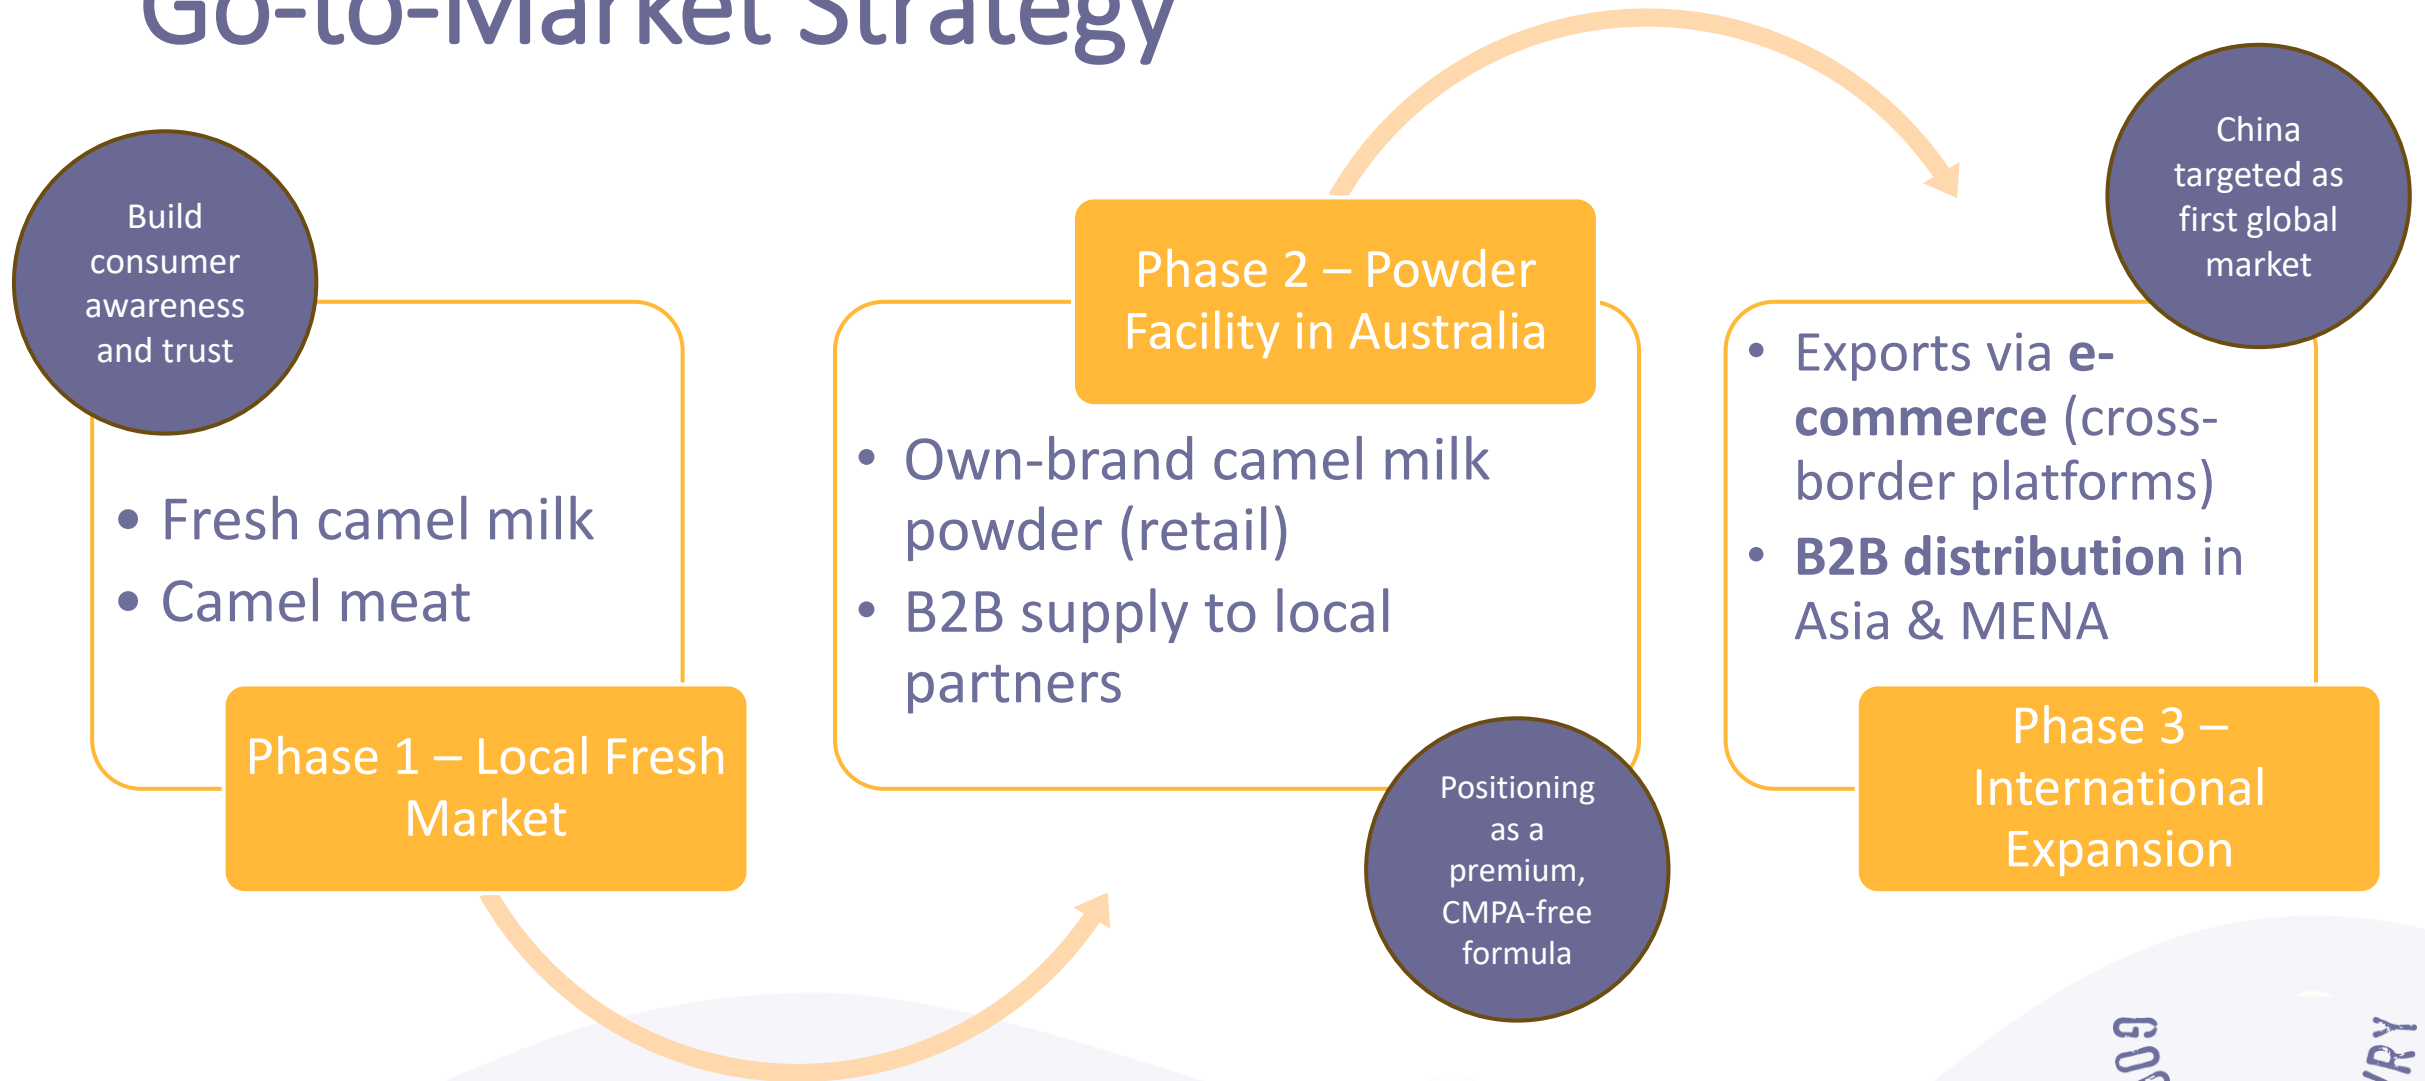 Go-to-Market Strategy
Build
consumer
awareness
and trust
• Fresh camel milk
• Camel meat
Phase 1 – Local Fresh
Market
Phase 2 – Powder
Facility in Australia
• Own-brand camel milk
powder (retail)
• B2B supply to local
partners
Positioning
as a
premium,
CMPA-free
formula
China
targeted as
first global
market
• Exports via e-
commerce (cross-
border platforms)
• B2B distribution in
Asia & MENA
Phase 3 –
International
Expansion